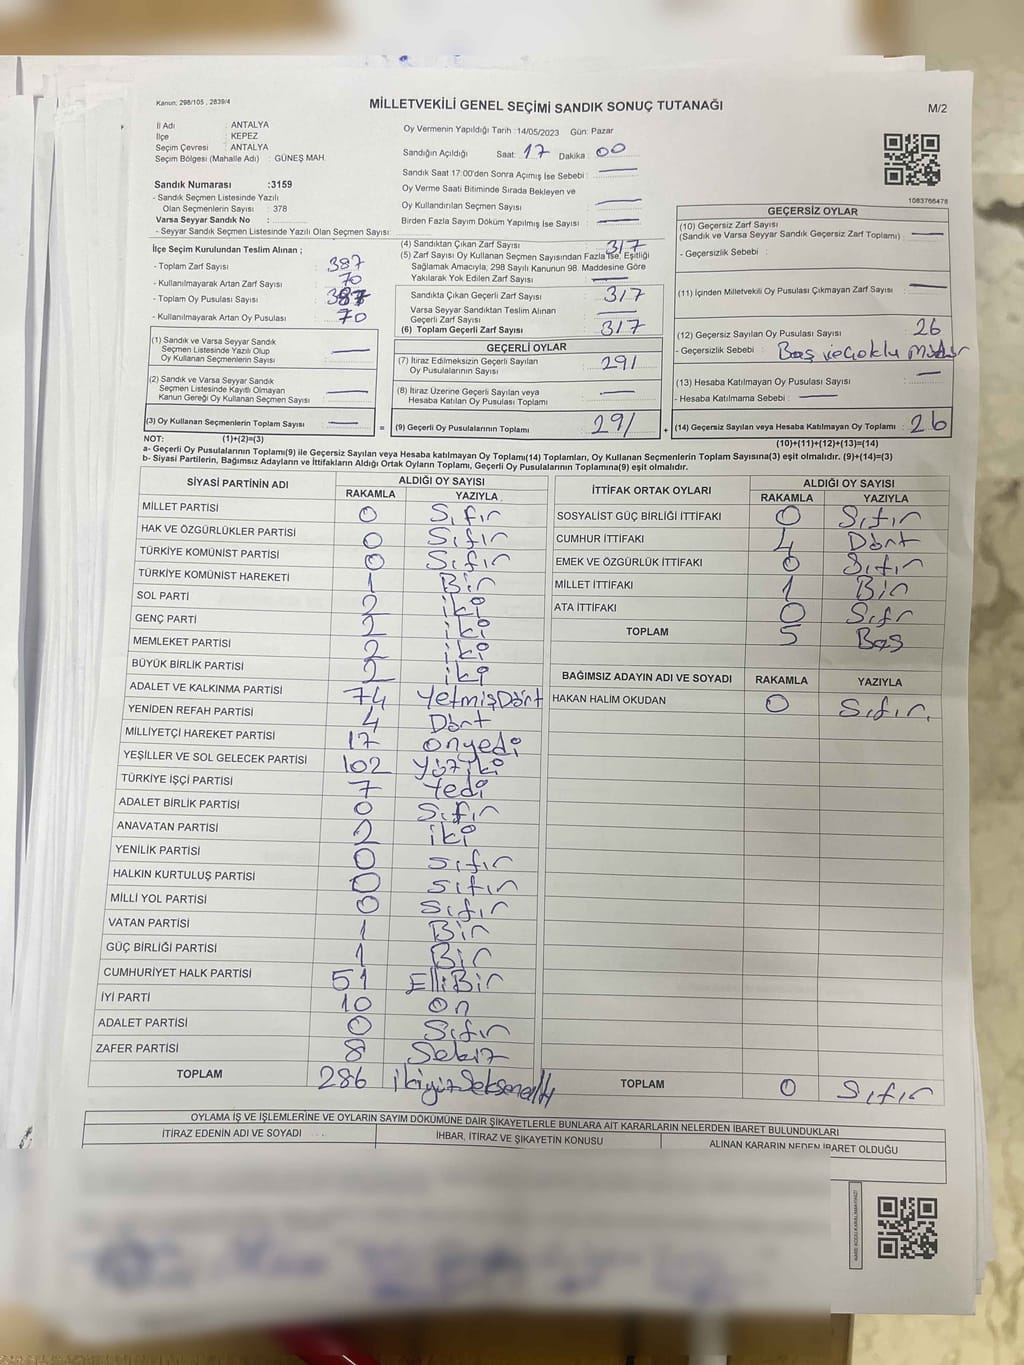 Kanun; 298/105 , 2839/4
MİLLETVEKİLİ GENEL SEÇİMİ SANDIK SONUÇ TUTANAĞI
M/2
İl Adı : ANTALYA
İlçe : KEPEZ
Seçim Çevresi : ANTALYA
Seçim Bölgesi (Mahalle Adı) : GÜNEŞ MAH.
Sandık Numarası :3159
- Sandık Seçmen Listesinde Yazılı
Olan Seçmenlerin Sayısı : 378
Varsa Seyyar Sandık No :
- Seyyar Sandık Seçmen Listesinde Yazılı Olan Seçmen Sayısı:
Oy Vermenin Yapıldığı Tarih :14/05/2023 Gün: Pazar
Sandığın Açıldığı Saat: 17 Dakika : 00
Sandık Saat 17:00'den Sonra Açımış İse Sebebi : —
Oy Verme Saati Bitiminde Sırada Bekleyen ve
Oy Kullandırılan Seçmen Sayısı : —
Birden Fazla Sayım Döküm Yapılmış İse Sayısı : —
1083766478
İlçe Seçim Kurulundan Teslim Alınan ;
- Toplam Zarf Sayısı : 387
- Kullanılmayarak Artan Zarf Sayısı : 70
- Toplam Oy Pusulası Sayısı : 387
- Kullanılmayarak Artan Oy Pusulası : 70
(1) Sandık ve Varsa Seyyar Sandık
Seçmen Listesinde Yazılı Olup
Oy Kullanan Seçmenlerin Sayısı : —
(2) Sandık ve Varsa Seyyar Sandık
Seçmen Listesinde Kayıtlı Olmayan
Kanun Gereği Oy Kullanan Seçmen Sayısı : —
(3) Oy Kullanan Seçmenlerin Toplam Sayısı : —
(4) Sandıktan Çıkan Zarf Sayısı : 317
(5) Zarf Sayısı Oy Kullanan Seçmen Sayısından Fazla İse, Eşitliği
Sağlamak Amacıyla; 298 Sayılı Kanunun 98. Maddesine Göre
Yakılarak Yok Edilen Zarf Sayısı : —
Sandıkta Çıkan Geçerli Zarf Sayısı : 317
Varsa Seyyar Sandıktan Teslim Alınan
Geçerli Zarf Sayısı
(6) Toplam Geçerli Zarf Sayısı : 317
GEÇERLİ OYLAR
(7) İtiraz Edilmeksizin Geçerli Sayılan
Oy Pusulalarının Sayısı : 291
(8) İtiraz Üzerine Geçerli Sayılan veya
Hesaba Katılan Oy Pusulası Toplamı : —
= (9) Geçerli Oy Pusulalarının Toplamı : 291
GEÇERSİZ OYLAR
(10) Geçersiz Zarf Sayısı
(Sandık ve Varsa Seyyar Sandık Geçersiz Zarf Toplamı) : —
- Geçersizlik Sebebi :
(11) İçinden Milletvekili Oy Pusulası Çıkmayan Zarf Sayısı : —
(12) Geçersiz Sayılan Oy Pusulası Sayısı : 26
- Geçersizlik Sebebi : Boş ve çoklu
(13) Hesaba Katılmayan Oy Pusulası Sayısı : —
- Hesaba Katılmama Sebebi : —
+ (14) Geçersiz Sayılan veya Hesaba Katılmayan Oy Toplamı : 26
NOT: (1)+(2)=(3)
(10)+(11)+(12)+(13)=(14)
a- Geçerli Oy Pusulalarının Toplamı(9) ile Geçersiz Sayılan veya Hesaba katılmayan Oy Toplamı(14) Toplamları, Oy Kullanan Seçmenlerin Toplam Sayısına(3) eşit olmalıdır. (9)+(14)=(3)
b- Siyasi Partilerin, Bağımsız Adayların ve İttifakların Aldığı Ortak Oyların Toplamı, Geçerli Oy Pusulalarının Toplamına(9) eşit olmalıdır.
SİYASİ PARTİNİN ADI ALDIĞI OY SAYISI
RAKAMLA YAZIYLA
MİLLET PARTİSİ 0 Sıfır
HAK VE ÖZGÜRLÜKLER PARTİSİ 0 Sıfır
TÜRKİYE KOMÜNİST PARTİSİ 0 Sıfır
TÜRKİYE KOMÜNİST HAREKETİ 1 Bir
SOL PARTİ 2 iki
GENÇ PARTİ 2 iki
MEMLEKET PARTİSİ 2 iki
BÜYÜK BİRLİK PARTİSİ 2 iki
ADALET VE KALKINMA PARTİSİ 74 YetmişDört
YENİDEN REFAH PARTİSİ 4 Dört
MİLLİYETÇİ HAREKET PARTİSİ 17 onyedi
YEŞİLLER VE SOL GELECEK PARTİSİ 102 Yüziki
TÜRKİYE İŞÇİ PARTİSİ 7 Yedi
ADALET BİRLİK PARTİSİ 0 Sıfır
ANAVATAN PARTİSİ 2 iki
YENİLİK PARTİSİ 0 sıfır
HALKIN KURTULUŞ PARTİSİ 0 sıfır
MİLLİ YOL PARTİSİ 0 Sıfır
VATAN PARTİSİ 1 Bir
GÜÇ BİRLİĞİ PARTİSİ 1 Bir
CUMHURİYET HALK PARTİSİ 51 ElliBir
İYİ PARTİ 10 On
ADALET PARTİSİ 0 Sıfır
ZAFER PARTİSİ 8 Sekiz
TOPLAM 286 ikiyüzSeksenaltı
İTTİFAK ORTAK OYLARI ALDIĞI OY SAYISI
RAKAMLA YAZIYLA
SOSYALİST GÜÇ BİRLİĞİ İTTİFAKI 0 Sıfır
CUMHUR İTTİFAKI 4 Dört
EMEK VE ÖZGÜRLÜK İTTİFAKI 0 Sıfır
MİLLET İTTİFAKI 1 Bir
ATA İTTİFAKI 0 Sıfır
TOPLAM 5 Beş
BAĞIMSIZ ADAYIN ADI VE SOYADI RAKAMLA YAZIYLA
HAKAN HALİM OKUDAN 0 Sıfır.
TOPLAM 0 Sıfır
OYLAMA İŞ VE İŞLEMLERİNE VE OYLARIN SAYIM DÖKÜMÜNE DAİR ŞİKAYETLERLE BUNLARA AİT KARARLARIN NELERDEN İBARET BULUNDUKLARI
İTİRAZ EDENİN ADI VE SOYADI İHBAR, İTİRAZ VE ŞİKAYETİN KONUSU ALINAN KARARIN NEDEN İBARET OLDUĞU